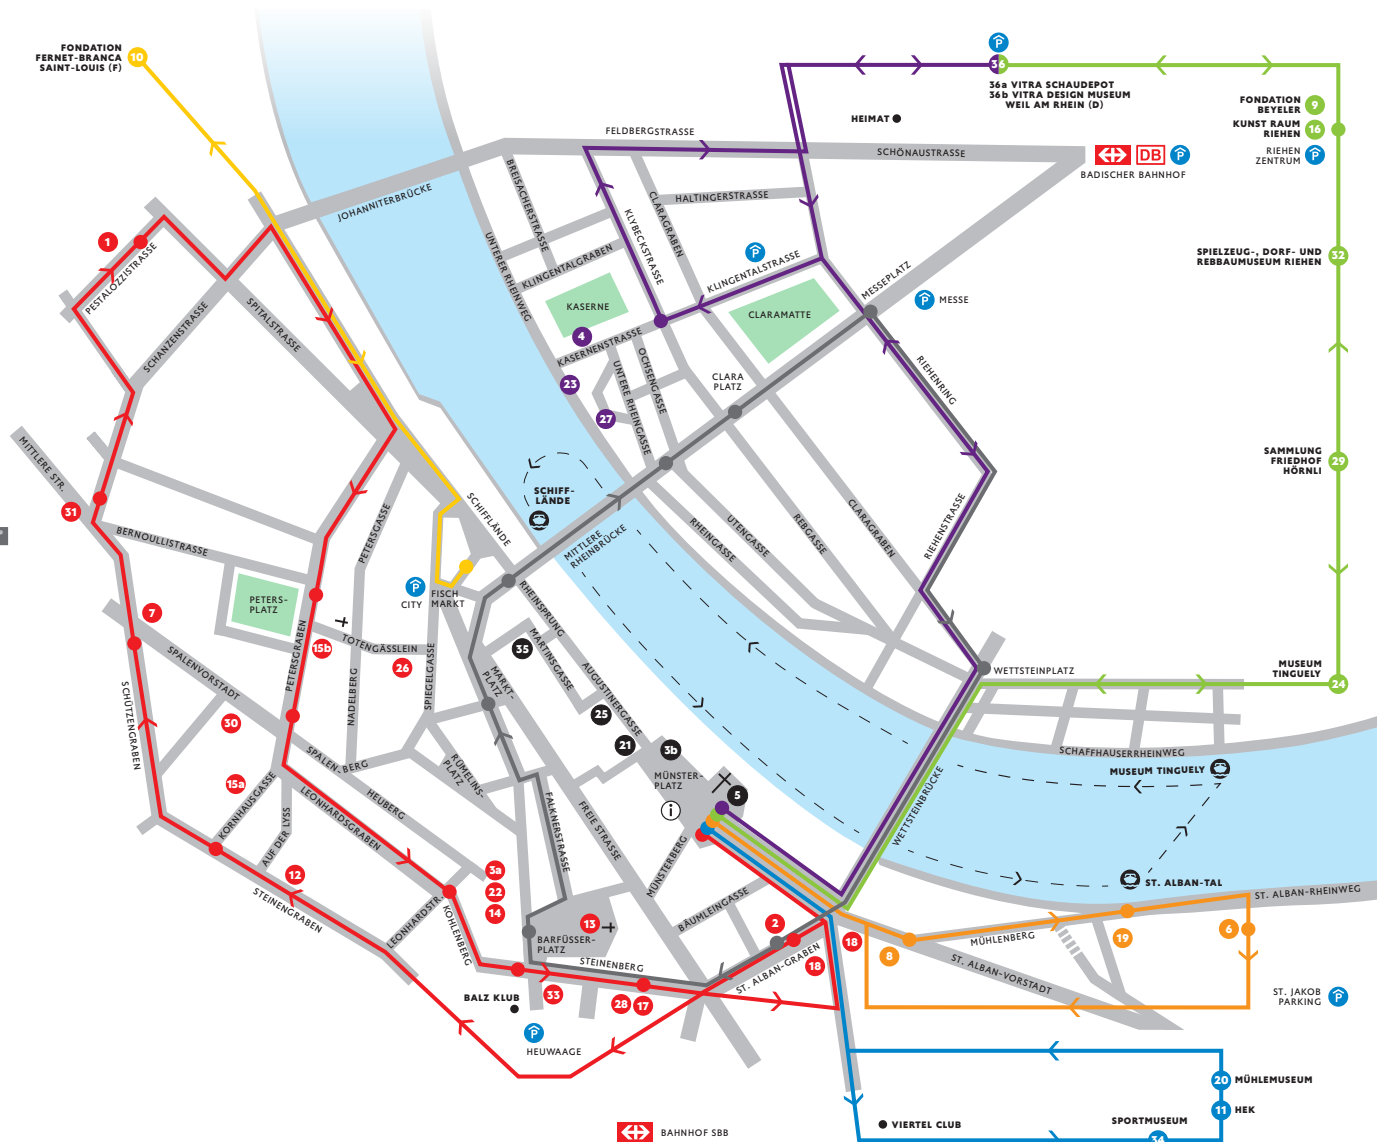 FONDATION
FERNET-BRANCA
SAINT-LOUIS (F)
10
P
36
36a VITRA SCHAUDEPOT
36b VITRA DESIGN MUSEUM
WEIL AM RHEIN (D)
HEIMAT
FELDBERGSTRASSE
SCHÖNAUSTRASSE
DB
P
BADISCHER BAHNHOF
FONDATION
BEYELER
9
KUNST RAUM
RIEHEN
16
RIEHEN
ZENTRUM
P
SPIELZEUG-, DORF- UND
REBBAUMUSEUM RIEHEN
32
SAMMLUNG
FRIEDHOF
HÖRNLI
29
MUSEUM
TINGUELY
24
JOHANNITERBRÜCKE
BREISACHERSTRASSE
UNTERER RHEINWEG
KLINGENTALGRABEN
KLYBECKSTRASSE
CLARAGRABEN
HALTINGERSTRASSE
P
KLINGENTALSTRASSE
KASERNE
4
KASERNENSTRASSE
CLARAMATTE
MESSEPLATZ
P
MESSE
23
27
UNTERE RHEINGASSE
OCHSENGASSE
CLARA
PLATZ
RIEHENRING
1
PESTALOZZISTRASSE
SCHANZENSTRASSE
SPITALSTRASSE
MITTLERE STR.
31
BERNOULLISTRASSE
PETERSGASSE
SCHIFFLÄNDE
SCHIFF-
LÄNDE
MITTLERE
RHEINBRÜCKE
RHEINGASSE
UTENGASSE
REBGASSE
CLARAGRABEN
RIEHENSTRASSE
WETTSTEINPLATZ
PETERS-
PLATZ
P
CITY
FISCH
MARKT
7
SPALENVORSTADT
PETERSGRABEN
15b
TOTENGÄSSLEIN
26
NADELBERG
SPIEGELGASSE
RHEINSPRUNG
35
MARTINSGASSE
AUGUSTINERGASSE
MARKT-
PLATZ
25
21
3b
MÜNSTER-
PLATZ
5
i
SCHÜTZENGRABEN
30
15a
SPALEN-BERG
RÜMELINS-
PLATZ
KORNHAUSGASSE
AUF DER LYSS
LEONHARDSGRABEN
HEUBERG
FALKNERSTRASSE
FREIE STRASSE
MÜNSTERBERG
WETTSTEINBRÜCKE
SCHAFFHAUSERRHEINWEG
MUSEUM TINGUELY
12
STEINENGRABEN
3a
22
14
LEONHARDSTR.
KOHLENBERG
13
BARFÜSSER-
PLATZ
STEINENBERG
BÄUMLEINGASSE
2
ST. ALBAN-GRABEN
18
18
8
MÜHLENBERG
19
ST. ALBAN-TAL
ST. ALBAN-RHEINWEG
6
ST. ALBAN-VORSTADT
ST. JAKOB
PARKING
P
BALZ KLUB
33
28
17
P
HEUWAAGE
20
MÜHLEMUSEUM
11
HEK
SPORTMUSEUM
34
VIERTEL CLUB
BAHNHOF SBB